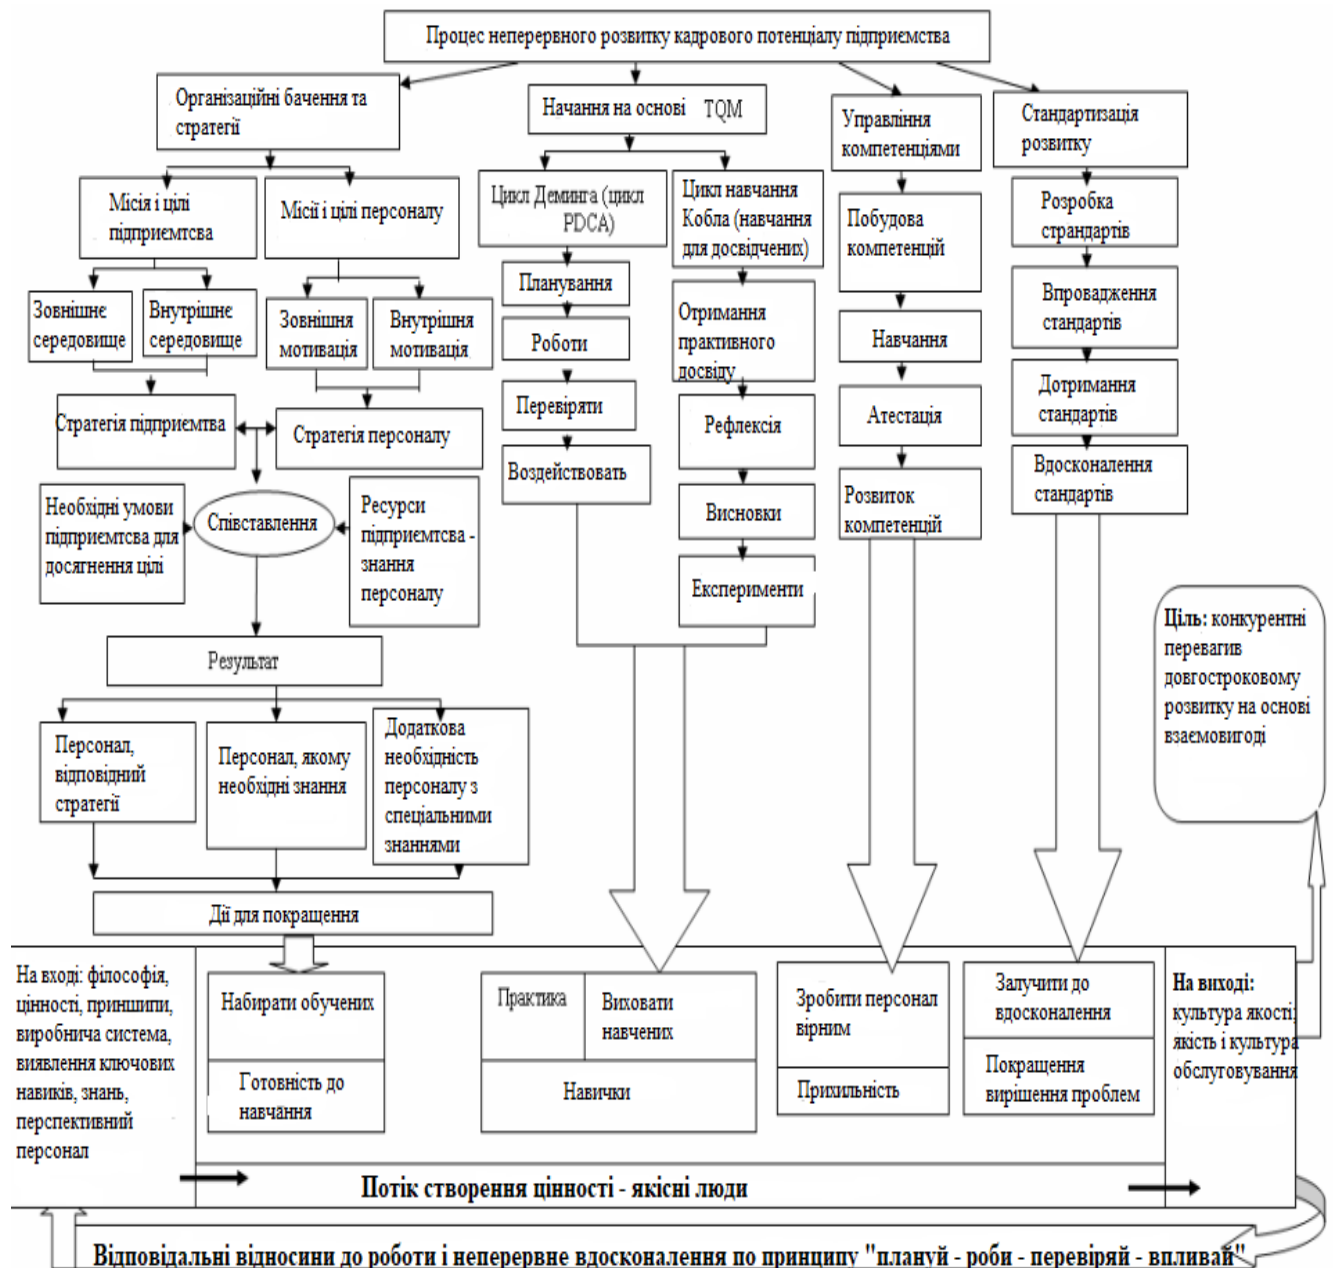 Процес неперервного розвитку кадрового потенціалу підприємства
Організаційні бачення та
стратегії
Начання на основі TQM
Управління
компетенціями
Стандартизація
розвитку
Місія і цілі
підприємтсва
Місії і цілі персоналу
Цикл Деминга (цикл
PDCA)
Цикл навчання
Кобла (навчання
для досвідчених)
Побудова
компетенцій
Розробка
страндартів
Зовнішнє
середовище
Внутрішнє
середовище
Зовнішня
мотивація
Внутрішня
мотивація
Планування
Отримання
практивного
досвіду
Навчання
Впровадження
стандартів
Роботи
Стратегія підприємтва
Стратегія персоналу
Перевіряти
Рефлексія
Атестація
Дотримання
стандартів
Воздействовать
Розвиток
компетенцій
Вдосконалення
стандартів
Необхідні умови
підприємтсва для
досягнення цілі
Співставлення
Ресурси
підприємтсва -
знання
персоналу
Висновки
Експерименти
Результат
Ціль: конкурентні
перевагив
довгостроковому
розвитку на основі
взаємовигоді
Персонал,
відповідний
стратегії
Персонал, якому
необхідні знання
Додаткова
необхідність
персоналу з
спеціальними
знаннями
Дії для покращення
На вході: філософія,
цінності, приншипи,
виробнича система,
виявлення ключових
навиків, знань,
перспективний
персонал
Набирати обучених
Готовність до
навчання
Практика
Виховати
навчених
Навички
Зробити персонал
вірним
Прихильність
Залучити до
вдосконалення
Покращення
вирішення проблем
На виході:
культура якості;
якість і культура
обслуговування
Потік створення цінності - якісні люди
Відповідальні відносини до роботи і неперервне вдосконалення по принципу "плануй - роби - перевіряй - впливай"